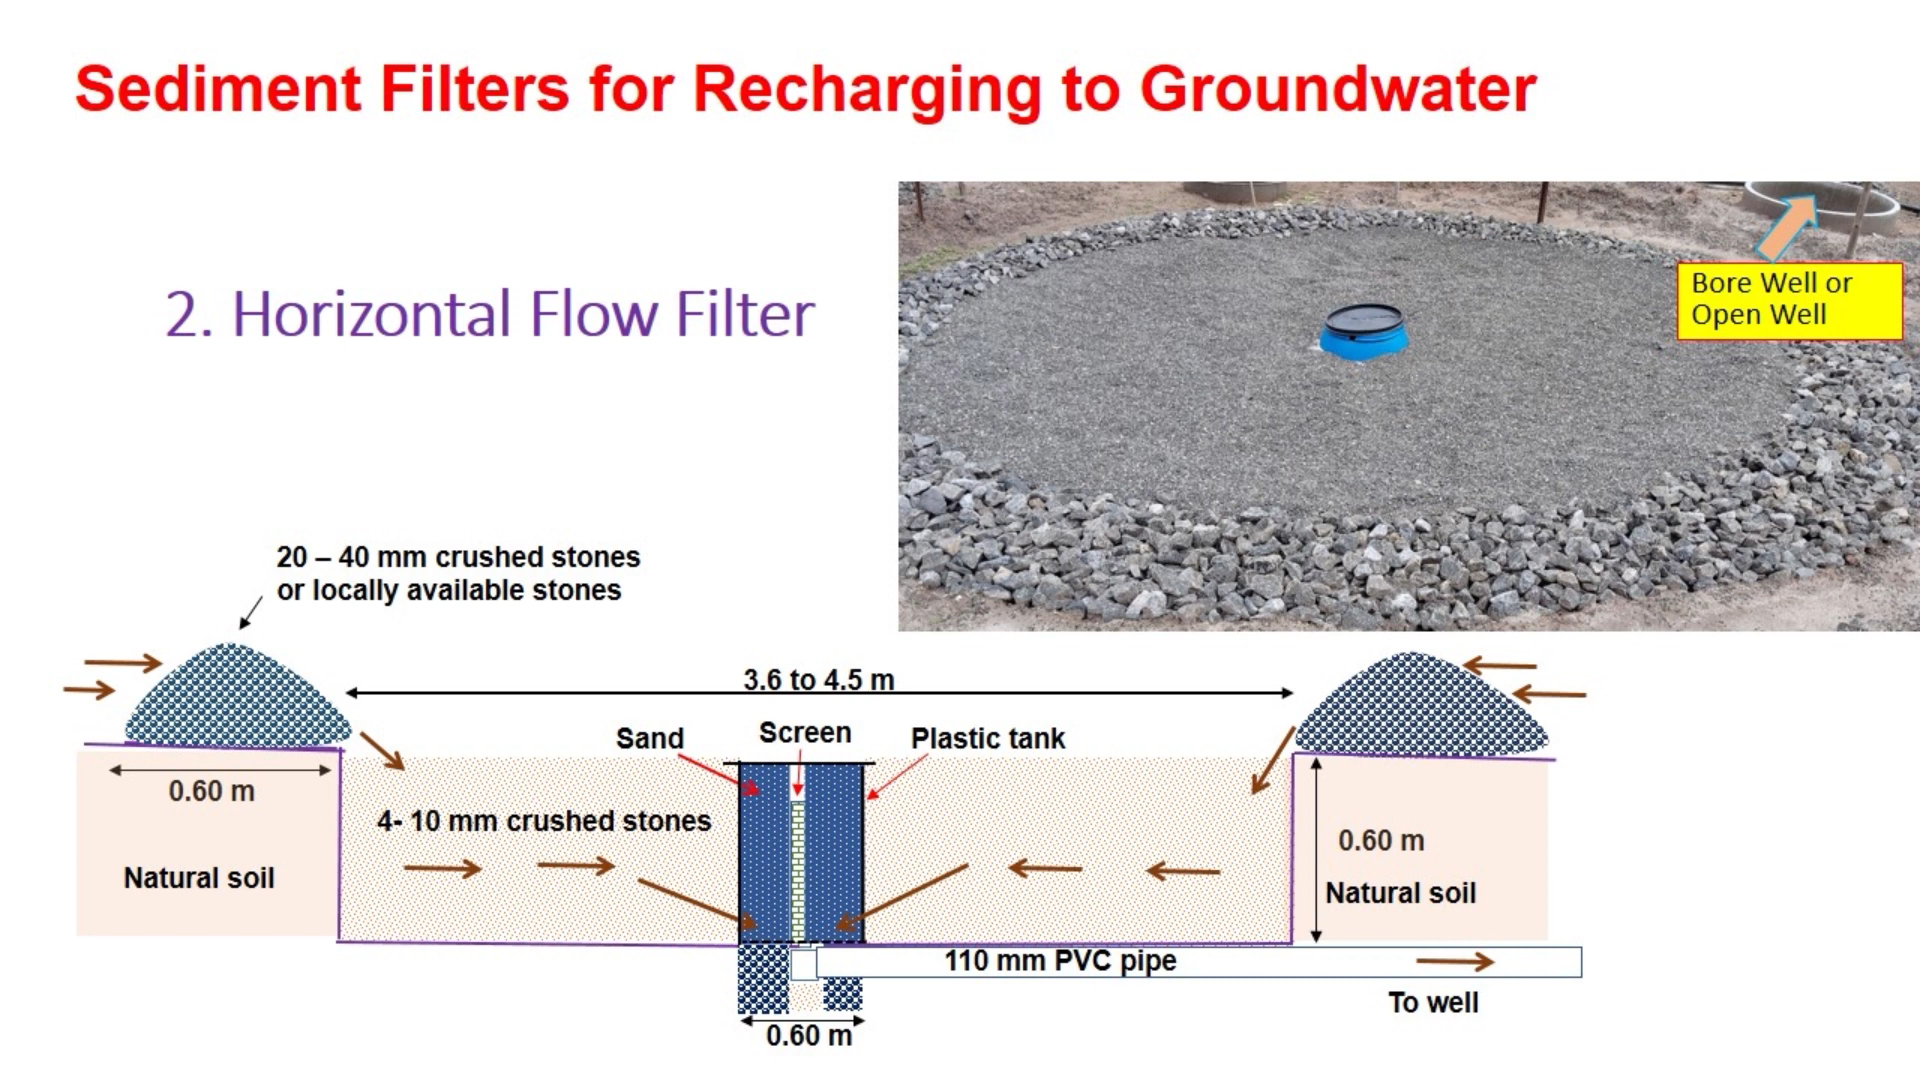 Sediment Filters for Recharging to Groundwater
2. Horizontal Flow Filter
Bore Well or
Open Well
20 – 40 mm crushed stones
or locally available stones
3.6 to 4.5 m
Sand
Screen
Plastic tank
0.60 m
4- 10 mm crushed stones
0.60 m
Natural soil
Natural soil
110 mm PVC pipe
To well
0.60 m